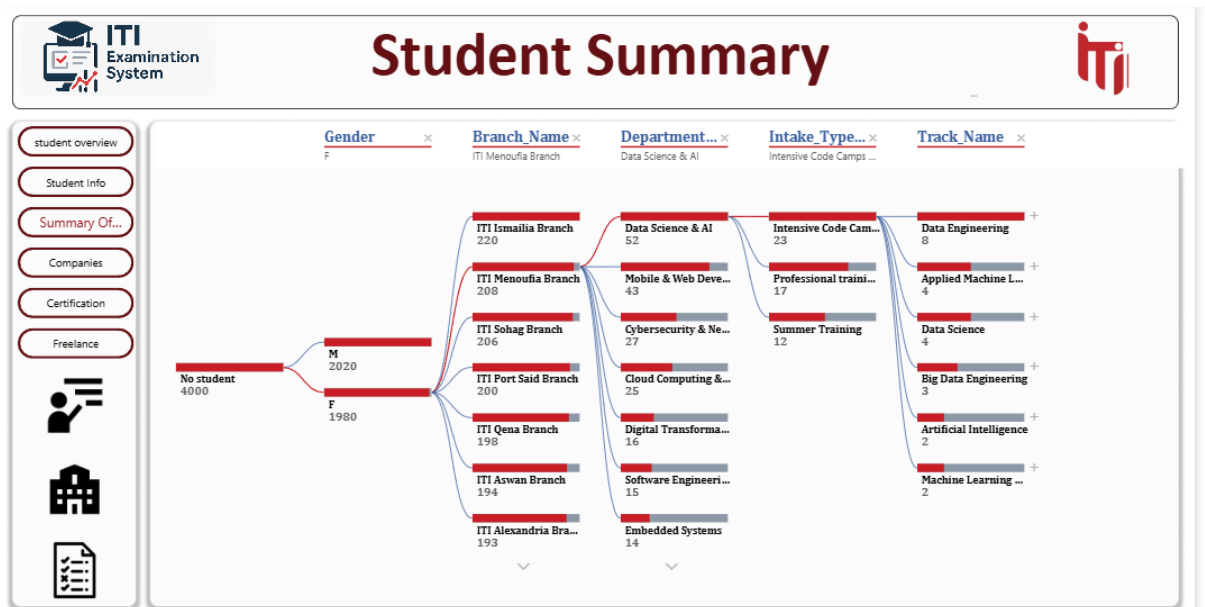 ITI
Examination
System
Student Summary
iTi
student overview
Student Info
Summary Of...
Companies
Certification
Freelance
Gender ×
F
Branch_Name ×
ITI Menoufia Branch
Department... ×
Data Science & AI
Intake_Type... ×
Intensive Code Camps ...
Track_Name ×
No student
4000
M
2020
F
1980
ITI Ismailia Branch
220
ITI Menoufia Branch
208
ITI Sohag Branch
206
ITI Port Said Branch
200
ITI Qena Branch
198
ITI Aswan Branch
194
ITI Alexandria Bra...
193
Data Science & AI
52
Mobile & Web Deve...
43
Cybersecurity & Ne...
27
Cloud Computing &...
25
Digital Transforma...
16
Software Engineeri...
15
Embedded Systems
14
Intensive Code Cam...
23
Professional traini...
17
Summer Training
12
Data Engineering
8
Applied Machine L...
4
Data Science
4
Big Data Engineering
3
Artificial Intelligence
2
Machine Learning ...
2